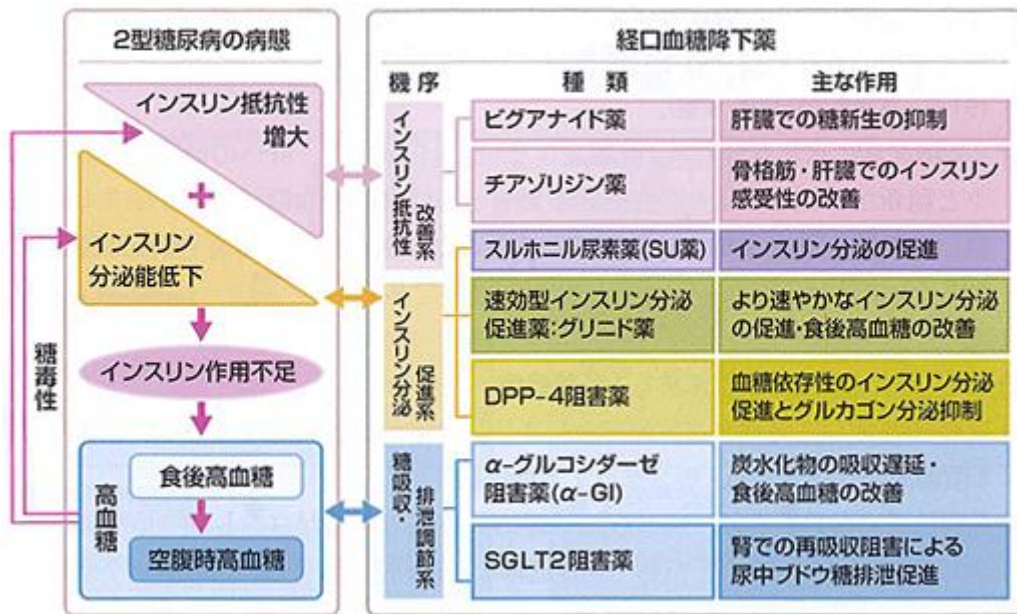 2型糖尿病の病態
インスリン抵抗性
増大
+
インスリン
分泌能低下
インスリン作用不足
糖毒性
高血糖
食後高血糖
空腹時高血糖
経口血糖降下薬
機序
種類
主な作用
インスリン抵抗性
改善系
ビグアナイド薬
肝臓での糖新生の抑制
チアゾリジン薬
骨格筋・肝臓でのインスリン
感受性の改善
インスリン分泌
促進系
スルホニル尿素薬(SU薬)
インスリン分泌の促進
速効型インスリン分泌
促進薬:グリニド薬
より速やかなインスリン分泌
の促進・食後高血糖の改善
DPP-4阻害薬
血糖依存性のインスリン分泌
促進とグルカゴン分泌抑制
糖吸収・
排泄調節系
α-グルコシダーゼ
阻害薬(α-GI)
炭水化物の吸収遅延・
食後高血糖の改善
SGLT2阻害薬
腎での再吸収阻害による
尿中ブドウ糖排泄促進